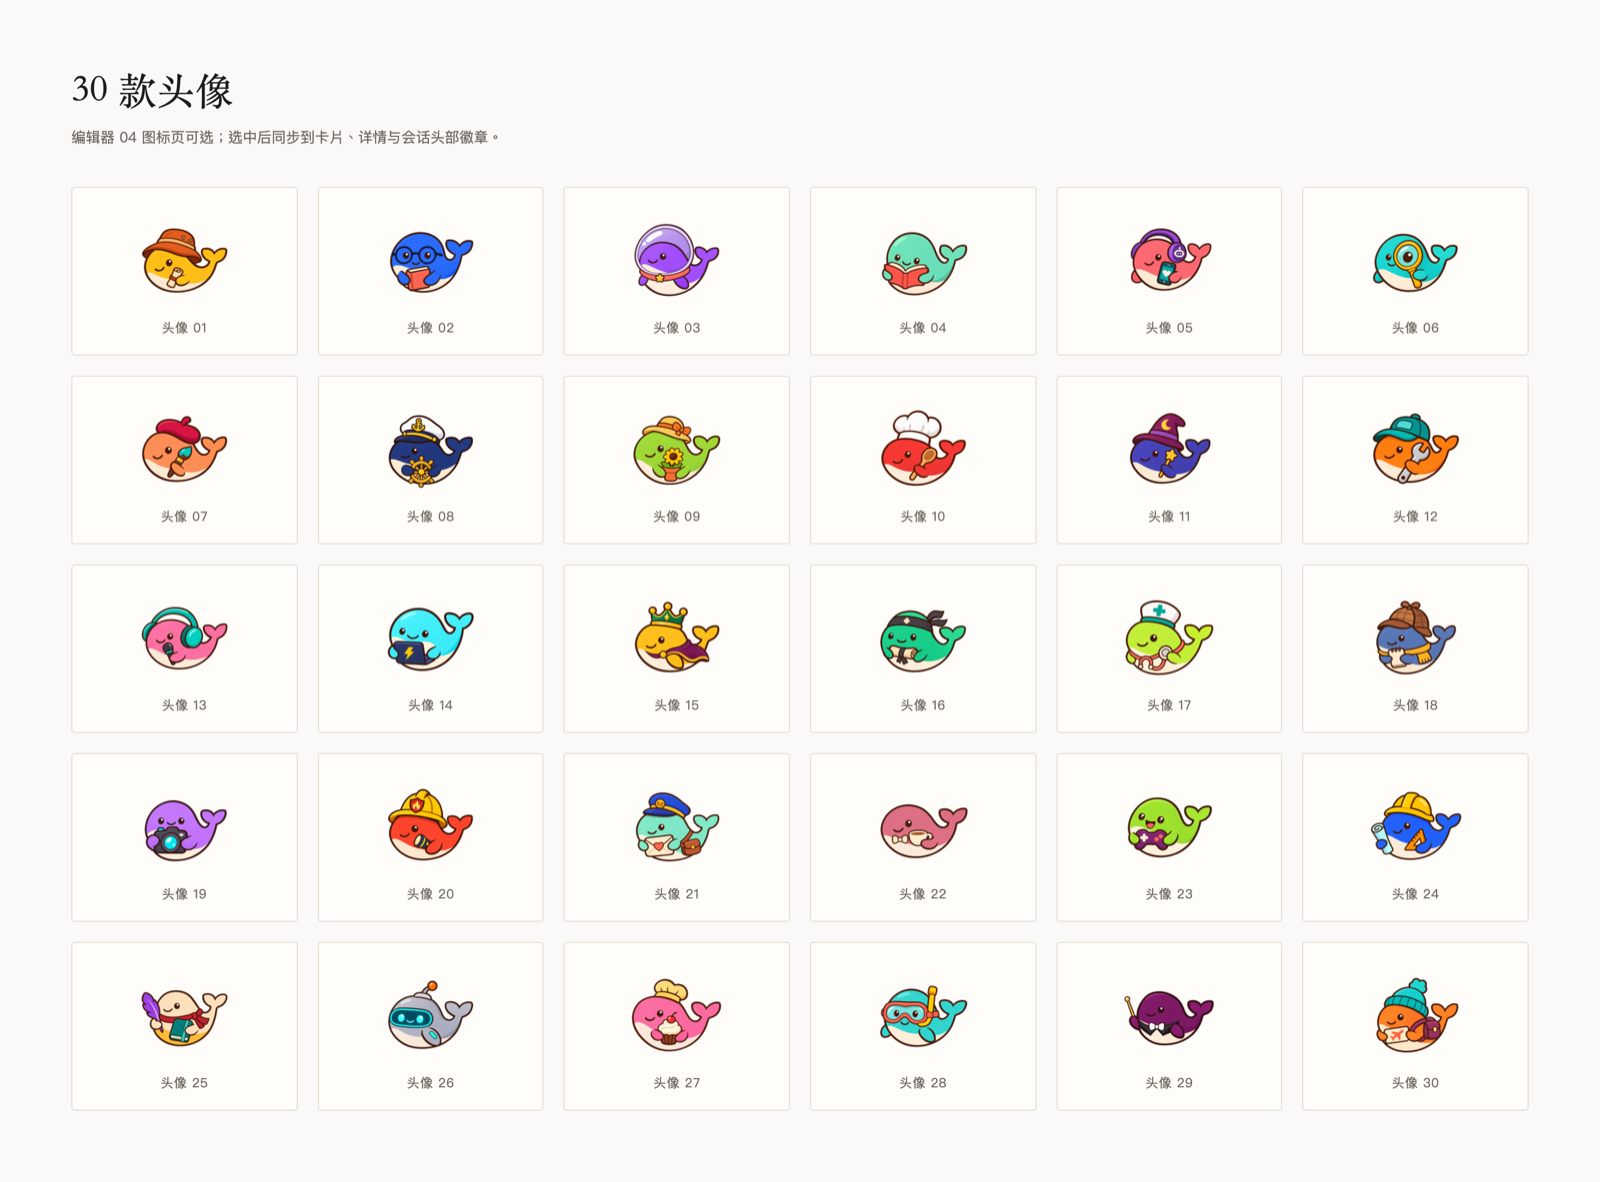 30 款头像
编辑器 04 图标页可选；选中后同步到卡片、详情与会话头部徽章。
头像 01
头像 02
头像 03
头像 04
头像 05
头像 06
头像 07
头像 08
头像 09
头像 10
头像 11
头像 12
头像 13
头像 14
头像 15
头像 16
头像 17
头像 18
头像 19
头像 20
头像 21
头像 22
头像 23
头像 24
头像 25
头像 26
头像 27
头像 28
头像 29
头像 30